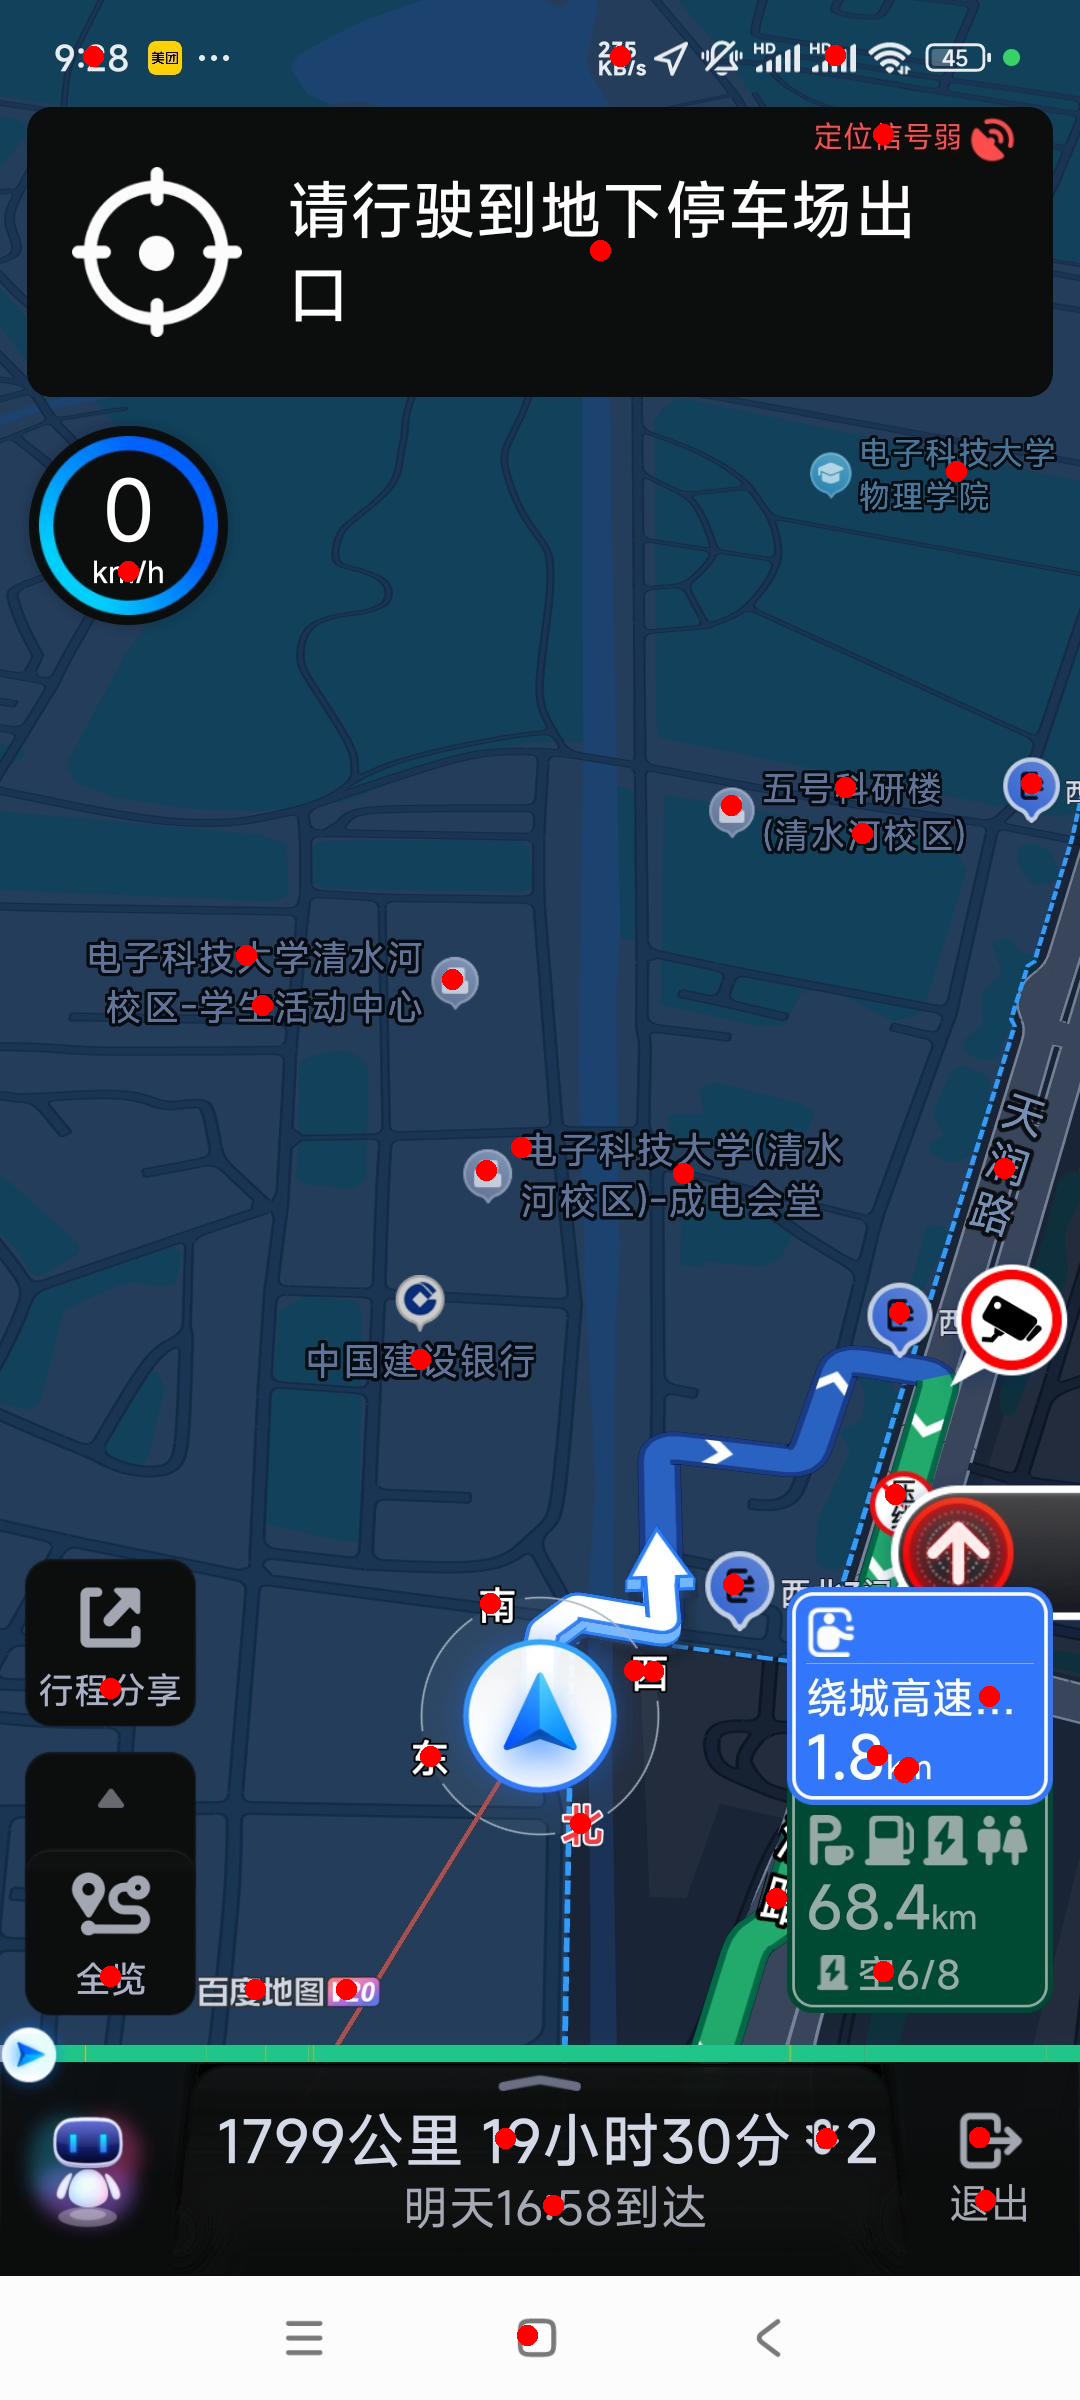 9:28 美团 ...
HD HD 45
定位信号弱
请行驶到地下停车场出
口
0
km/h
电子科技大学
物理学院
五号科研楼
(清水河校区)
西
电子科技大学清水河
校区-学生活动中心
电子科技大学(清水
河校区)-成电会堂
天润路
中国建设银行
西
南
西
东
北
行程分享
绕城高速...
1.8km
68.4km
空6/8
全览
百度地图 V20
1799公里 19小时30分 2
明天16:58到达
退出